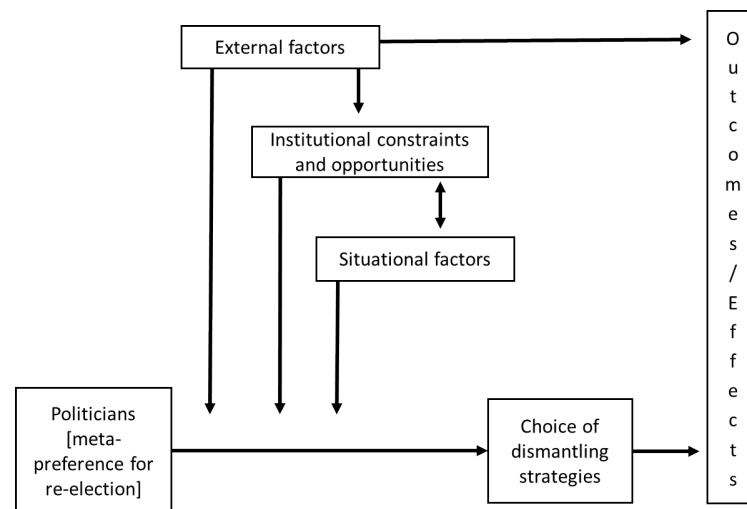 External factors
Institutional constraints
and opportunities
Situational factors
Politicians
[meta-
preference for
re-election]
Choice of
dismantling
strategies
O
u
t
c
o
m
e
s
/
E
f
f
e
c
t
s